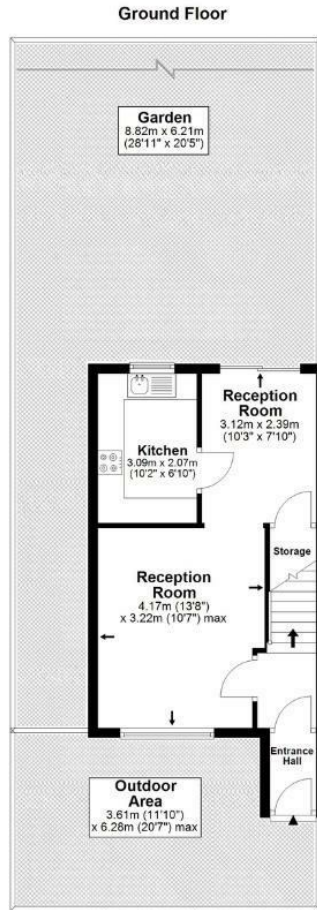 Ground Floor
Garden
8.82m x 6.21m
(28'11" x 20'5")
Reception
Room
3.12m x 2.39m
(10'3" x 7'10")
Kitchen
3.09m x 2.07m
(10'2" x 6'10")
Storage
Reception
Room
4.17m (13'8")
x 3.22m (10'7") max
Entrance
Hall
Outdoor
Area
3.61m (11'10")
x 6.28m (20'7") max